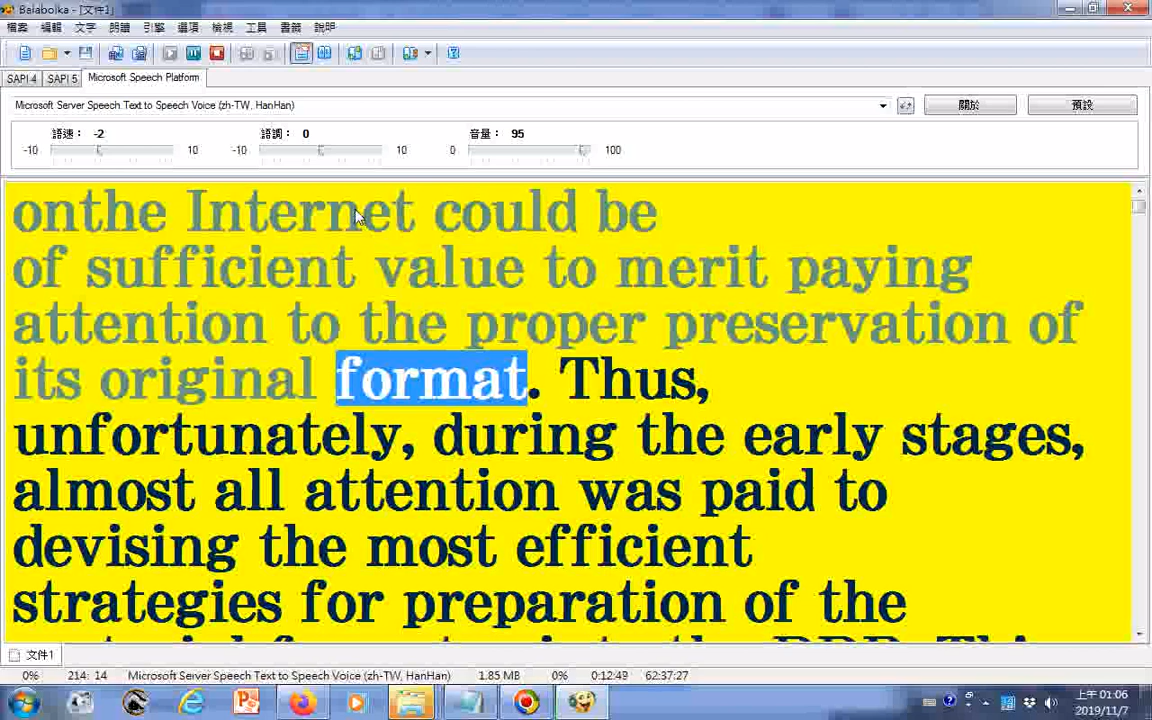 Balabolka - [文件1]
檔案 編輯 文字 朗讀 引擎 選項 檢視 工具 書籤 說明
SAPI 4 SAPI 5 Microsoft Speech Platform
Microsoft Server Speech Text to Speech Voice (zh-TW, HanHan) 關於 預設
語速： -2 語調： 0 音量： 95
-10 10 -10 10 0 100
onthe Internet could be
of sufficient value to merit paying
attention to the proper preservation of
its original format. Thus,
unfortunately, during the early stages,
almost all attention was paid to
devising the most efficient
strategies for preparation of the
文件1
0% 214: 14 Microsoft Server Speech Text to Speech Voice (zh-TW, HanHan) 1.85 MB 0% 0:12:49 62:37:27
上午 01:06
2019/11/7